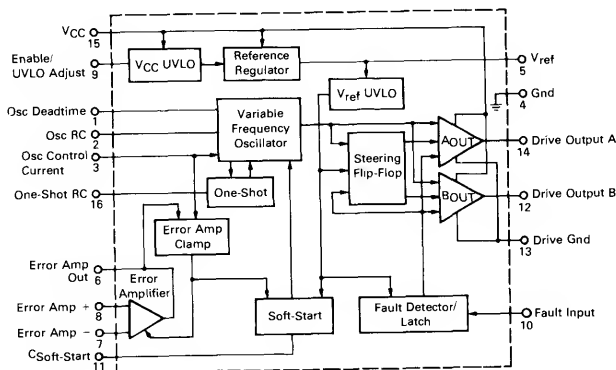 VCC
15
Enable/
UVLO Adjust
9
VCC UVLO
Reference
Regulator
Vref
5
Vref UVLO
Gnd
4
Osc Deadtime
1
Osc RC
2
Osc Control
Current
3
One-Shot RC
16
Variable
Frequency
Oscillator
One-Shot
Steering
Flip-Flop
AOUT
Drive Output A
14
BOUT
Drive Output B
12
Drive Gnd
13
Error Amp
Clamp
Error Amp
Out
6
Error
Amplifier
Error Amp +
8
Error Amp −
7
CSoft-Start
11
Soft-Start
Fault Detector/
Latch
Fault Input
10